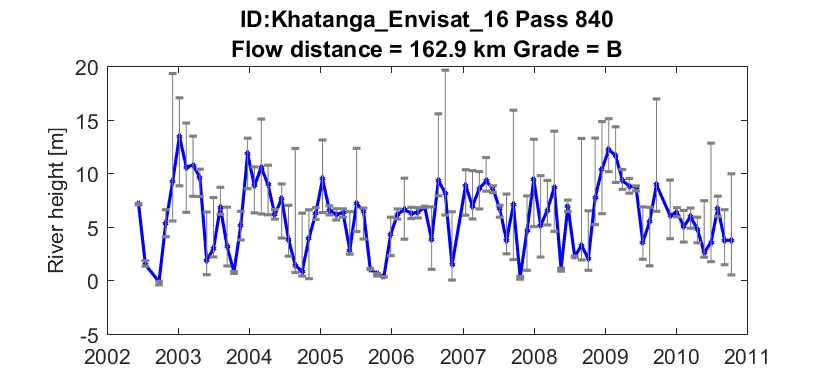 ID:Khatanga_Envisat_16 Pass 840
Flow distance = 162.9 km Grade = B
River height [m]
20
15
10
5
0
-5
2002 2003 2004 2005 2006 2007 2008 2009 2010 2011